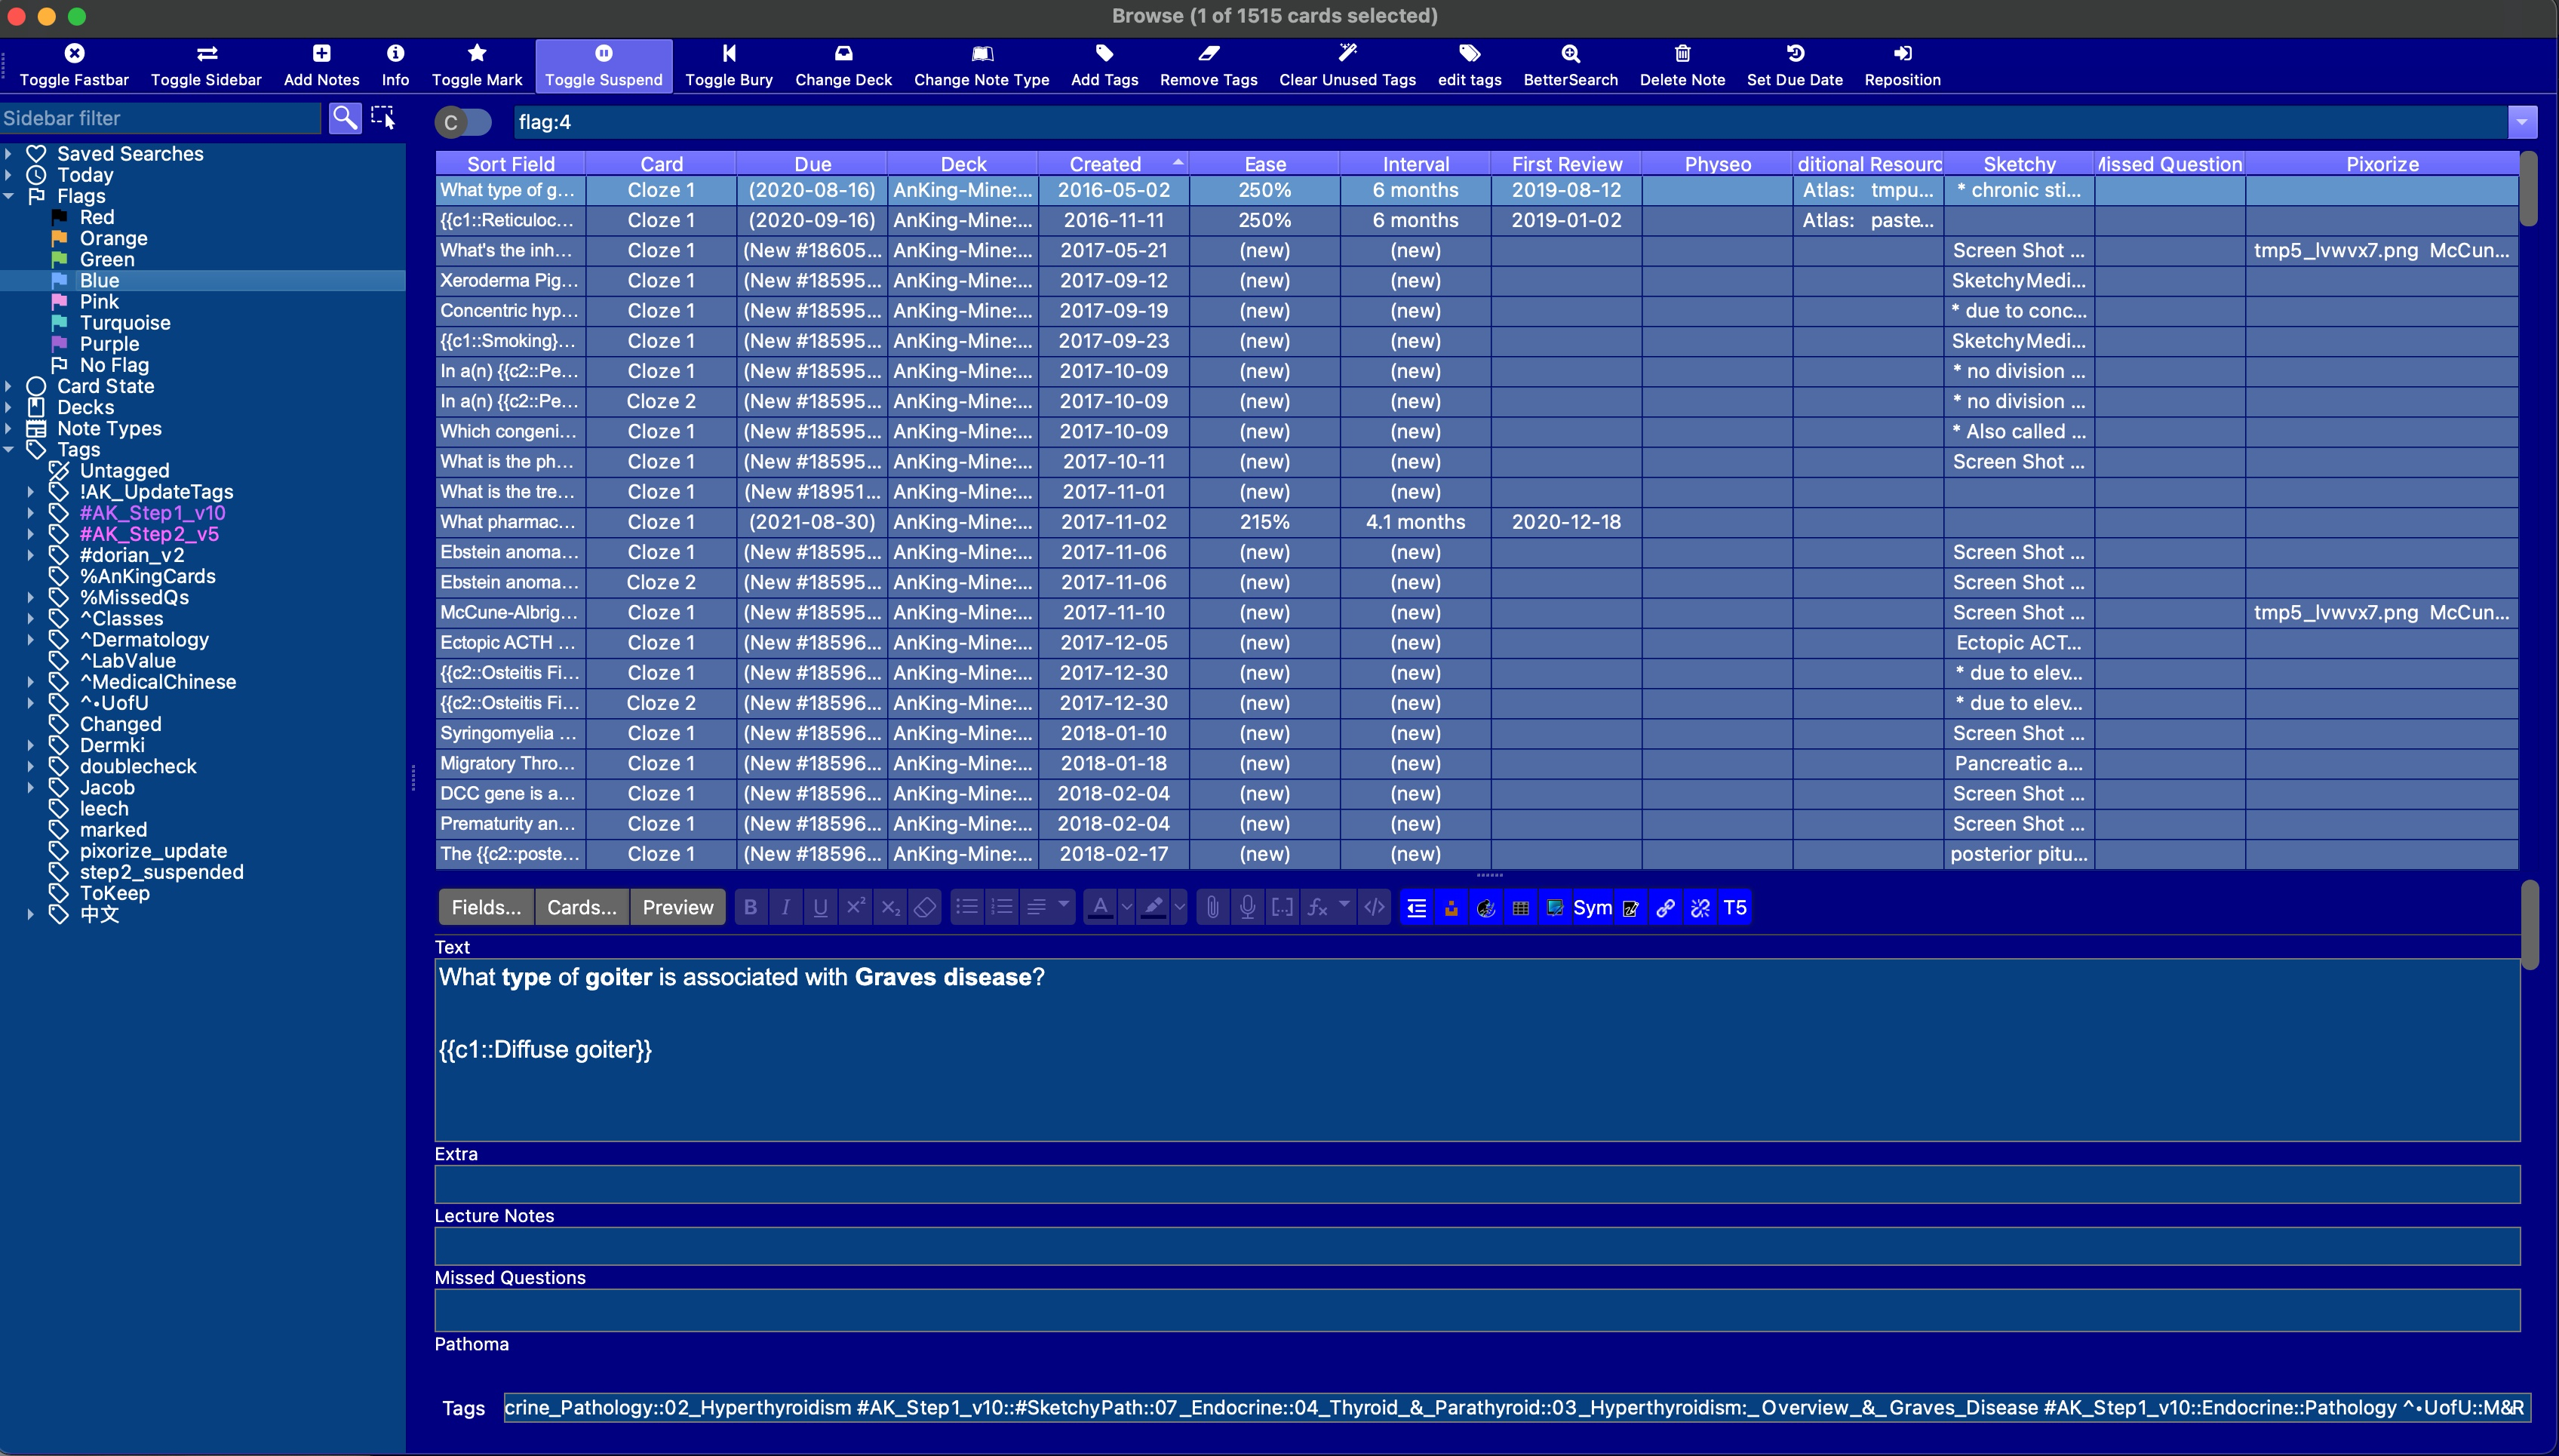 Browse (1 of 1515 cards selected)
Toggle Fastbar Toggle Sidebar Add Notes Info Toggle Mark Toggle Suspend Toggle Bury Change Deck Change Note Type Add Tags Remove Tags Clear Unused Tags edit tags BetterSearch Delete Note Set Due Date Reposition
Sidebar filter
Saved Searches
Today
Flags
Red
Orange
Green
Blue
Pink
Turquoise
Purple
No Flag
Card State
Decks
Note Types
Tags
Untagged
!AK_UpdateTags
#AK_Step1_v10
#AK_Step2_v5
#dorian_v2
%AnKingCards
%MissedQs
^Classes
^Dermatology
^LabValue
^MedicalChinese
^•UofU
Changed
Dermki
doublecheck
Jacob
leech
marked
pixorize_update
step2_suspended
ToKeep
中文
C flag:4
Sort Field Card Due Deck Created Ease Interval First Review Physeo ditional Resourc Sketchy Missed Question Pixorize
What type of g... Cloze 1 (2020-08-16) AnKing-Mine:... 2016-05-02 250% 6 months 2019-08-12 Atlas: tmpu... * chronic sti...
{{c1::Reticuloc... Cloze 1 (2020-09-16) AnKing-Mine:... 2016-11-11 250% 6 months 2019-01-02 Atlas: paste...
What's the inh... Cloze 1 (New #18605... AnKing-Mine:... 2017-05-21 (new) (new) Screen Shot ... tmp5_lvwvx7.png McCun...
Xeroderma Pig... Cloze 1 (New #18595... AnKing-Mine:... 2017-09-12 (new) (new) SketchyMedi...
Concentric hyp... Cloze 1 (New #18595... AnKing-Mine:... 2017-09-19 (new) (new) * due to conc...
{{c1::Smoking}... Cloze 1 (New #18595... AnKing-Mine:... 2017-09-23 (new) (new) SketchyMedi...
In a(n) {{c2::Pe... Cloze 1 (New #18595... AnKing-Mine:... 2017-10-09 (new) (new) * no division ...
In a(n) {{c2::Pe... Cloze 2 (New #18595... AnKing-Mine:... 2017-10-09 (new) (new) * no division ...
Which congeni... Cloze 1 (New #18595... AnKing-Mine:... 2017-10-09 (new) (new) * Also called ...
What is the ph... Cloze 1 (New #18595... AnKing-Mine:... 2017-10-11 (new) (new) Screen Shot ...
What is the tre... Cloze 1 (New #18951... AnKing-Mine:... 2017-11-01 (new) (new)
What pharmac... Cloze 1 (2021-08-30) AnKing-Mine:... 2017-11-02 215% 4.1 months 2020-12-18
Ebstein anoma... Cloze 1 (New #18595... AnKing-Mine:... 2017-11-06 (new) (new) Screen Shot ...
Ebstein anoma... Cloze 2 (New #18595... AnKing-Mine:... 2017-11-06 (new) (new) Screen Shot ...
McCune-Albrig... Cloze 1 (New #18595... AnKing-Mine:... 2017-11-10 (new) (new) Screen Shot ... tmp5_lvwvx7.png McCun...
Ectopic ACTH ... Cloze 1 (New #18596... AnKing-Mine:... 2017-12-05 (new) (new) Ectopic ACT...
{{c2::Osteitis Fi... Cloze 1 (New #18596... AnKing-Mine:... 2017-12-30 (new) (new) * due to elev...
{{c2::Osteitis Fi... Cloze 2 (New #18596... AnKing-Mine:... 2017-12-30 (new) (new) * due to elev...
Syringomyelia ... Cloze 1 (New #18596... AnKing-Mine:... 2018-01-10 (new) (new) Screen Shot ...
Migratory Thro... Cloze 1 (New #18596... AnKing-Mine:... 2018-01-18 (new) (new) Pancreatic a...
DCC gene is a... Cloze 1 (New #18596... AnKing-Mine:... 2018-02-04 (new) (new) Screen Shot ...
Prematurity an... Cloze 1 (New #18596... AnKing-Mine:... 2018-02-04 (new) (new) Screen Shot ...
The {{c2::poste... Cloze 1 (New #18596... AnKing-Mine:... 2018-02-17 (new) (new) posterior pitu...
Fields... Cards... Preview B I U x² x₂ A [...] fx </> Sym T5
Text
What type of goiter is associated with Graves disease?
{{c1::Diffuse goiter}}
Extra
Lecture Notes
Missed Questions
Pathoma
Tags crine_Pathology::02_Hyperthyroidism #AK_Step1_v10::#SketchyPath::07_Endocrine::04_Thyroid_&_Parathyroid::03_Hyperthyroidism:_Overview_&_Graves_Disease #AK_Step1_v10::Endocrine::Pathology ^•UofU::M&R